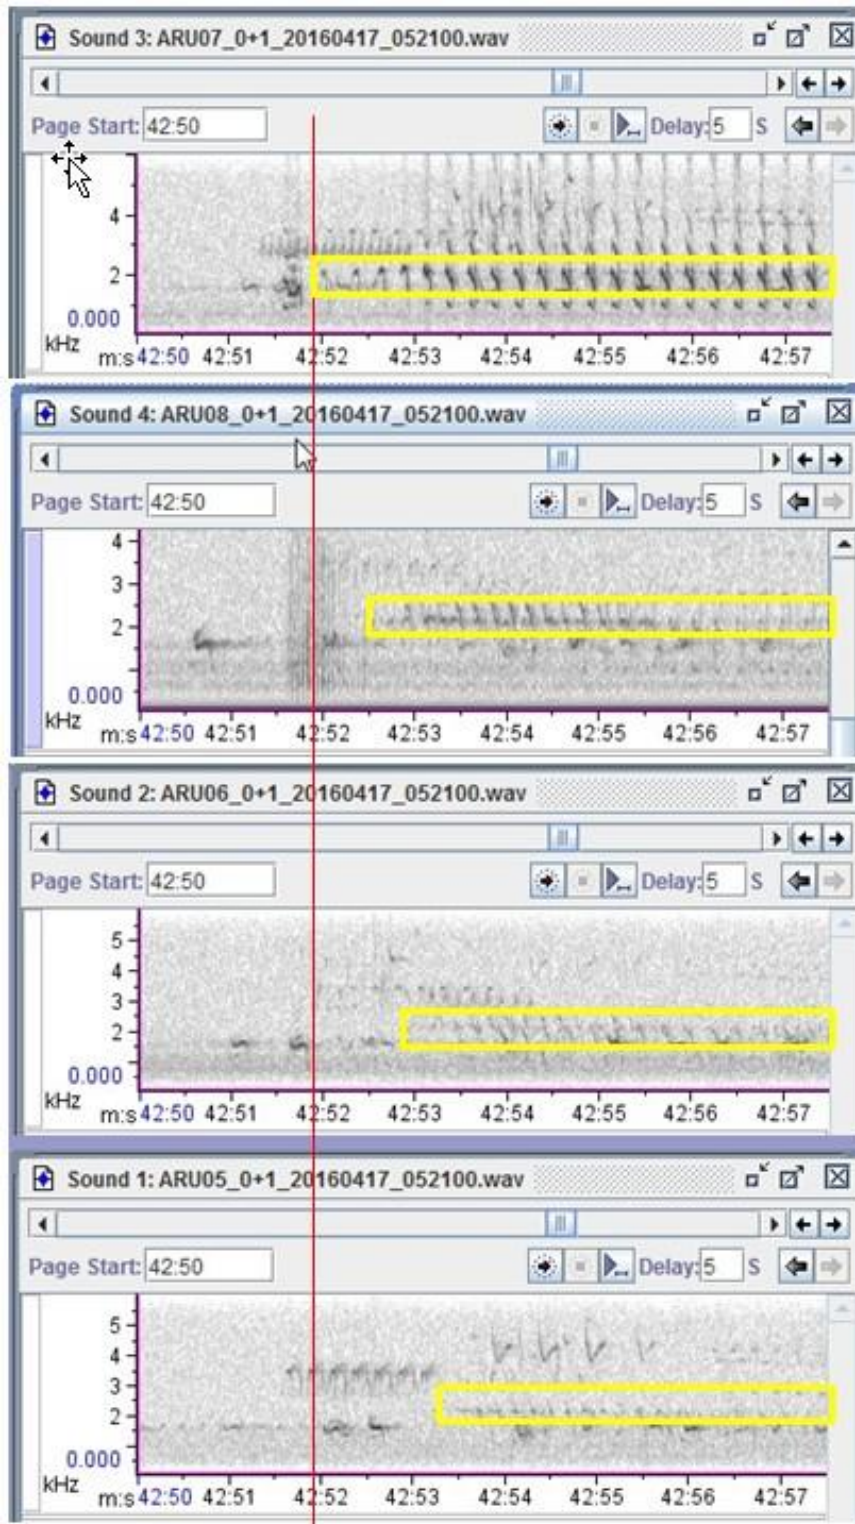 Sound 3: ARU07_0+1_20160417_052100.wav
Page Start: 42:50 Delay: 5 S
4
2
0.000
kHz
m:s 42:50 42:51 42:52 42:53 42:54 42:55 42:56 42:57
Sound 4: ARU08_0+1_20160417_052100.wav
Page Start: 42:50 Delay: 5 S
4
3
2
0.000
kHz
m:s 42:50 42:51 42:52 42:53 42:54 42:55 42:56 42:57
Sound 2: ARU06_0+1_20160417_052100.wav
Page Start: 42:50 Delay: 5 S
5
4
3
2
0.000
kHz
m:s 42:50 42:51 42:52 42:53 42:54 42:55 42:56 42:57
Sound 1: ARU05_0+1_20160417_052100.wav
Page Start: 42:50 Delay: 5 S
5
4
3
2
0.000
kHz
m:s 42:50 42:51 42:52 42:53 42:54 42:55 42:56 42:57